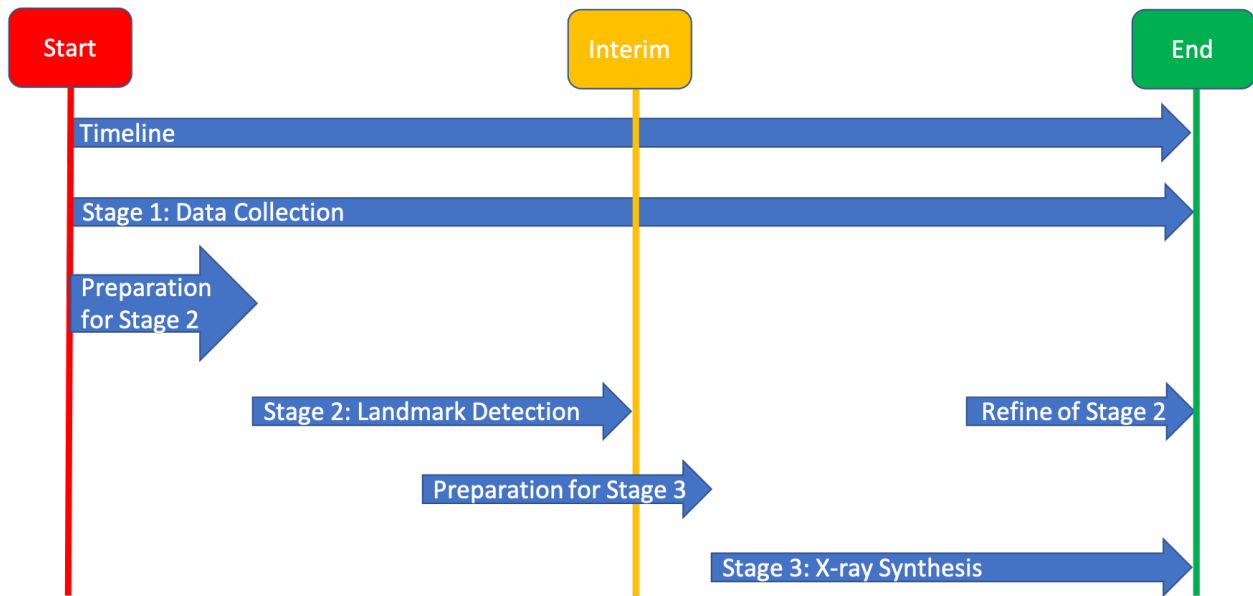 Start
Interim
End
Timeline
Stage 1: Data Collection
Preparation
for Stage 2
Stage 2: Landmark Detection
Refine of Stage 2
Preparation for Stage 3
Stage 3: X-ray Synthesis